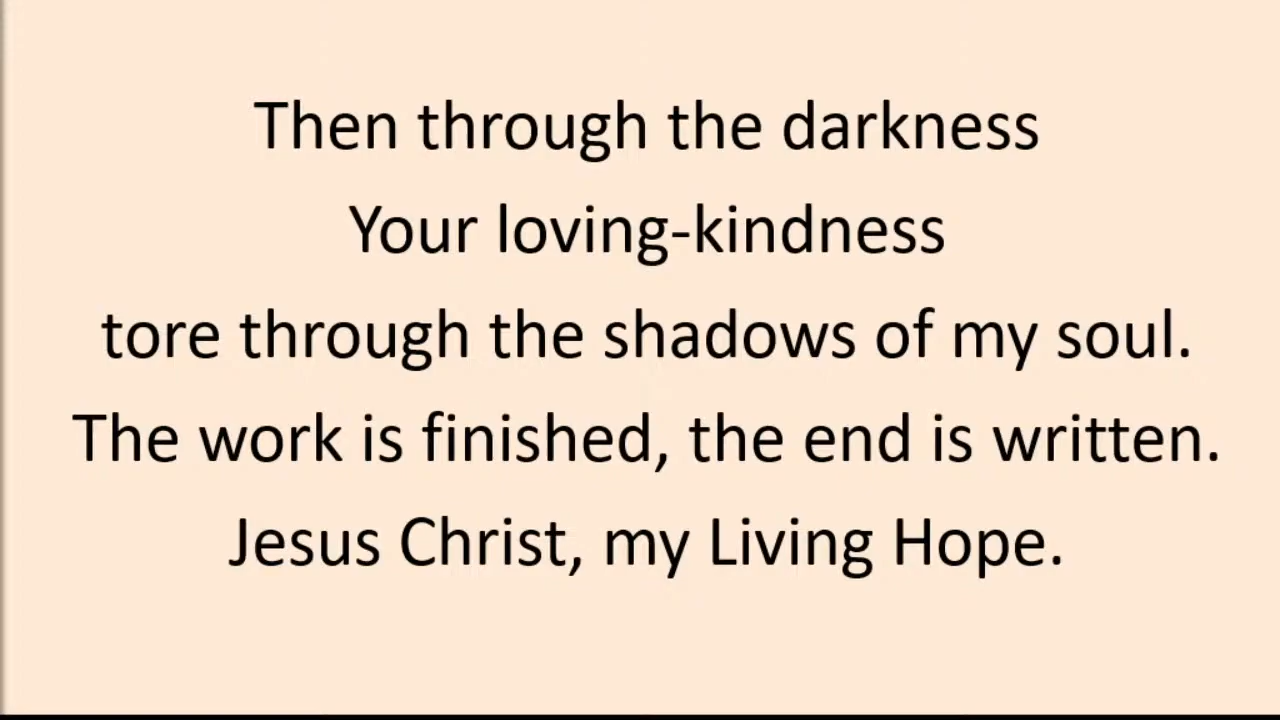 Then through the darkness
Your loving-kindness
tore through the shadows of my soul.
The work is finished, the end is written.
Jesus Christ, my Living Hope.